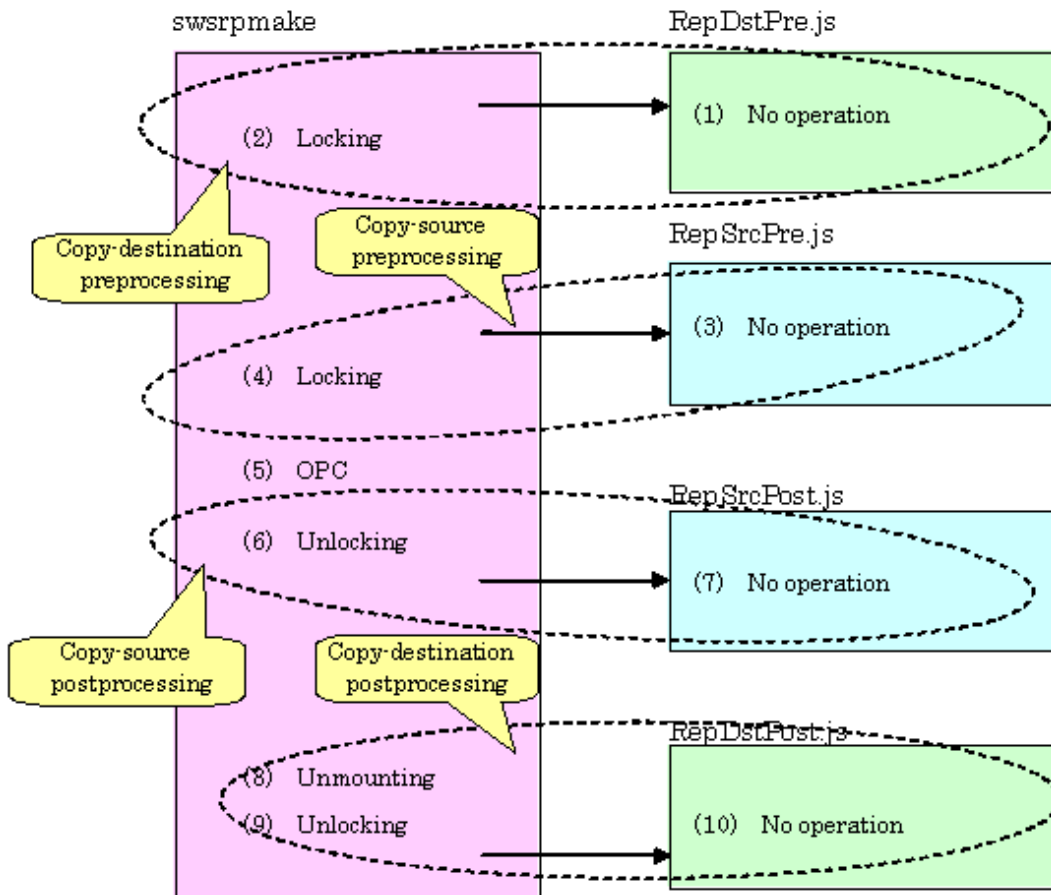 swsrpmake
RepDstPre.js
(1) No operation
(2) Locking
Copy-destination
preprocessing
Copy-source
preprocessing
RepSrcPre.js
(3) No operation
(4) Locking
(5) OPC
RepSrcPost.js
(6) Unlocking
(7) No operation
Copy-source
postprocessing
Copy-destination
postprocessing
RepDstPost.js
(8) Unmounting
(9) Unlocking
(10) No operation